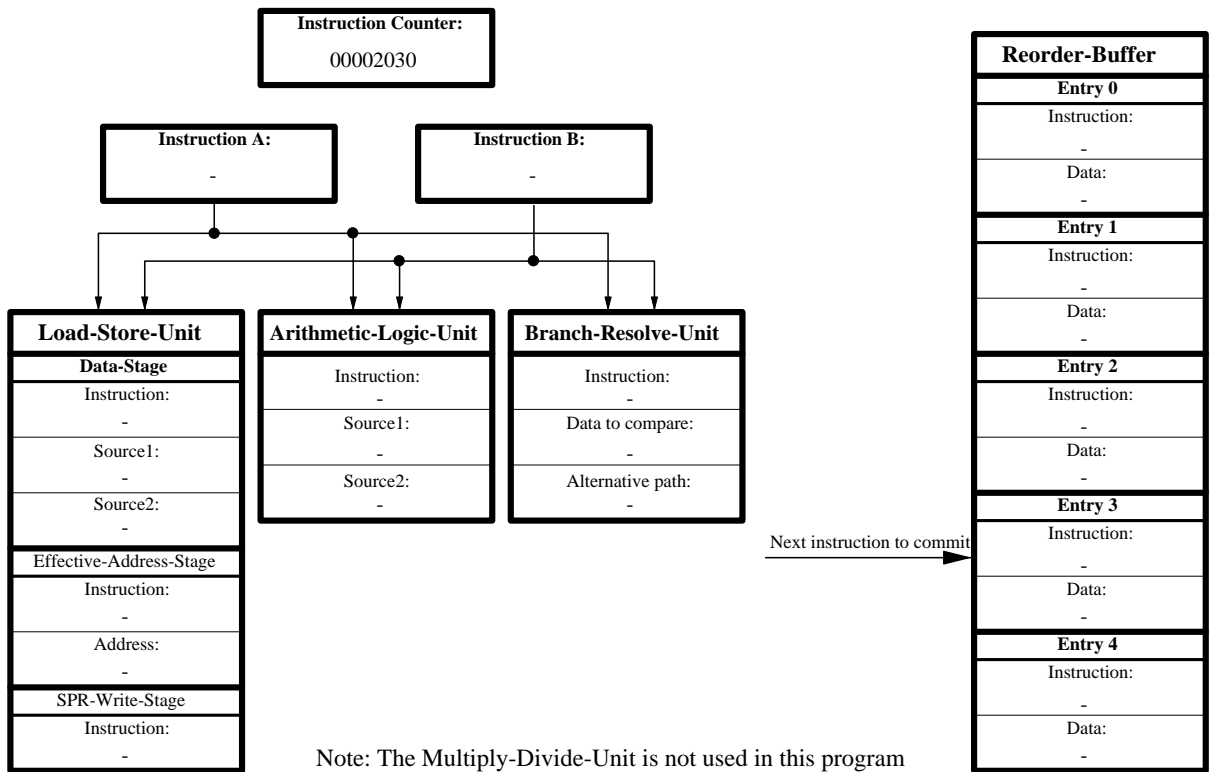 Instruction Counter:
00002030
Instruction A:
-
Instruction B:
-
Load-Store-Unit
Data-Stage
Instruction:
-
Source1:
-
Source2:
-
Effective-Address-Stage
Instruction:
-
Address:
-
SPR-Write-Stage
Instruction:
-
Arithmetic-Logic-Unit
Instruction:
-
Source1:
-
Source2:
-
Branch-Resolve-Unit
Instruction:
-
Data to compare:
-
Alternative path:
-
Next instruction to commit
Reorder-Buffer
Entry 0
Instruction:
-
Data:
-
Entry 1
Instruction:
-
Data:
-
Entry 2
Instruction:
-
Data:
-
Entry 3
Instruction:
-
Data:
-
Entry 4
Instruction:
-
Data:
-
Note: The Multiply-Divide-Unit is not used in this program